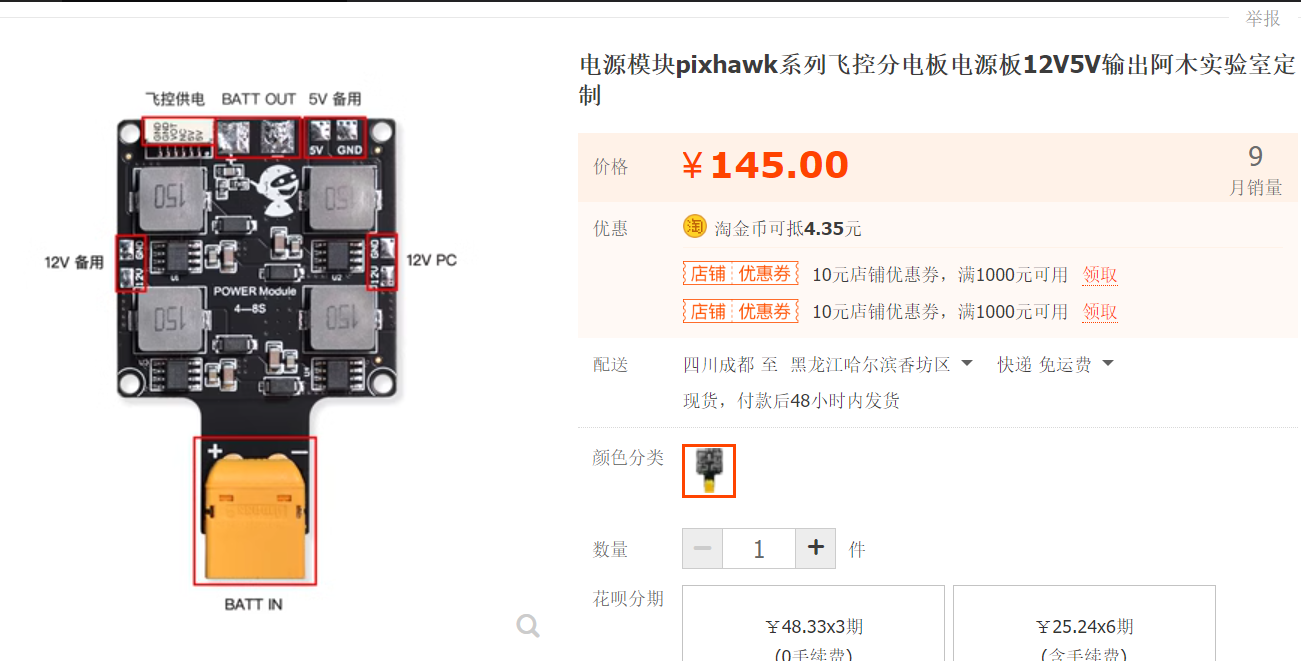 举报
电源模块pixhawk系列飞控分电板电源板12V5V输出阿木实验室定
制
飞控供电 BATT OUT 5V 备用
GND
GND
VOT
NC
5V
5V
5V GND
150
150
12V 备用
GND
12V
U1
U2
GND
12V
12V PC
POWER Module
4—8S
150
150
+ —
BATT IN
价格 ￥145.00
9
月销量
优惠 淘 淘金币可抵4.35元
店铺 优惠券 10元店铺优惠券，满1000元可用 领取
店铺 优惠券 10元店铺优惠券，满1000元可用 领取
配送 四川成都 至 黑龙江哈尔滨香坊区 快递 免运费
现货，付款后48小时内发货
颜色分类
数量 — 1 + 件
花呗分期
￥48.33x3期
(0手续费)
￥25.24x6期
(含手续费)